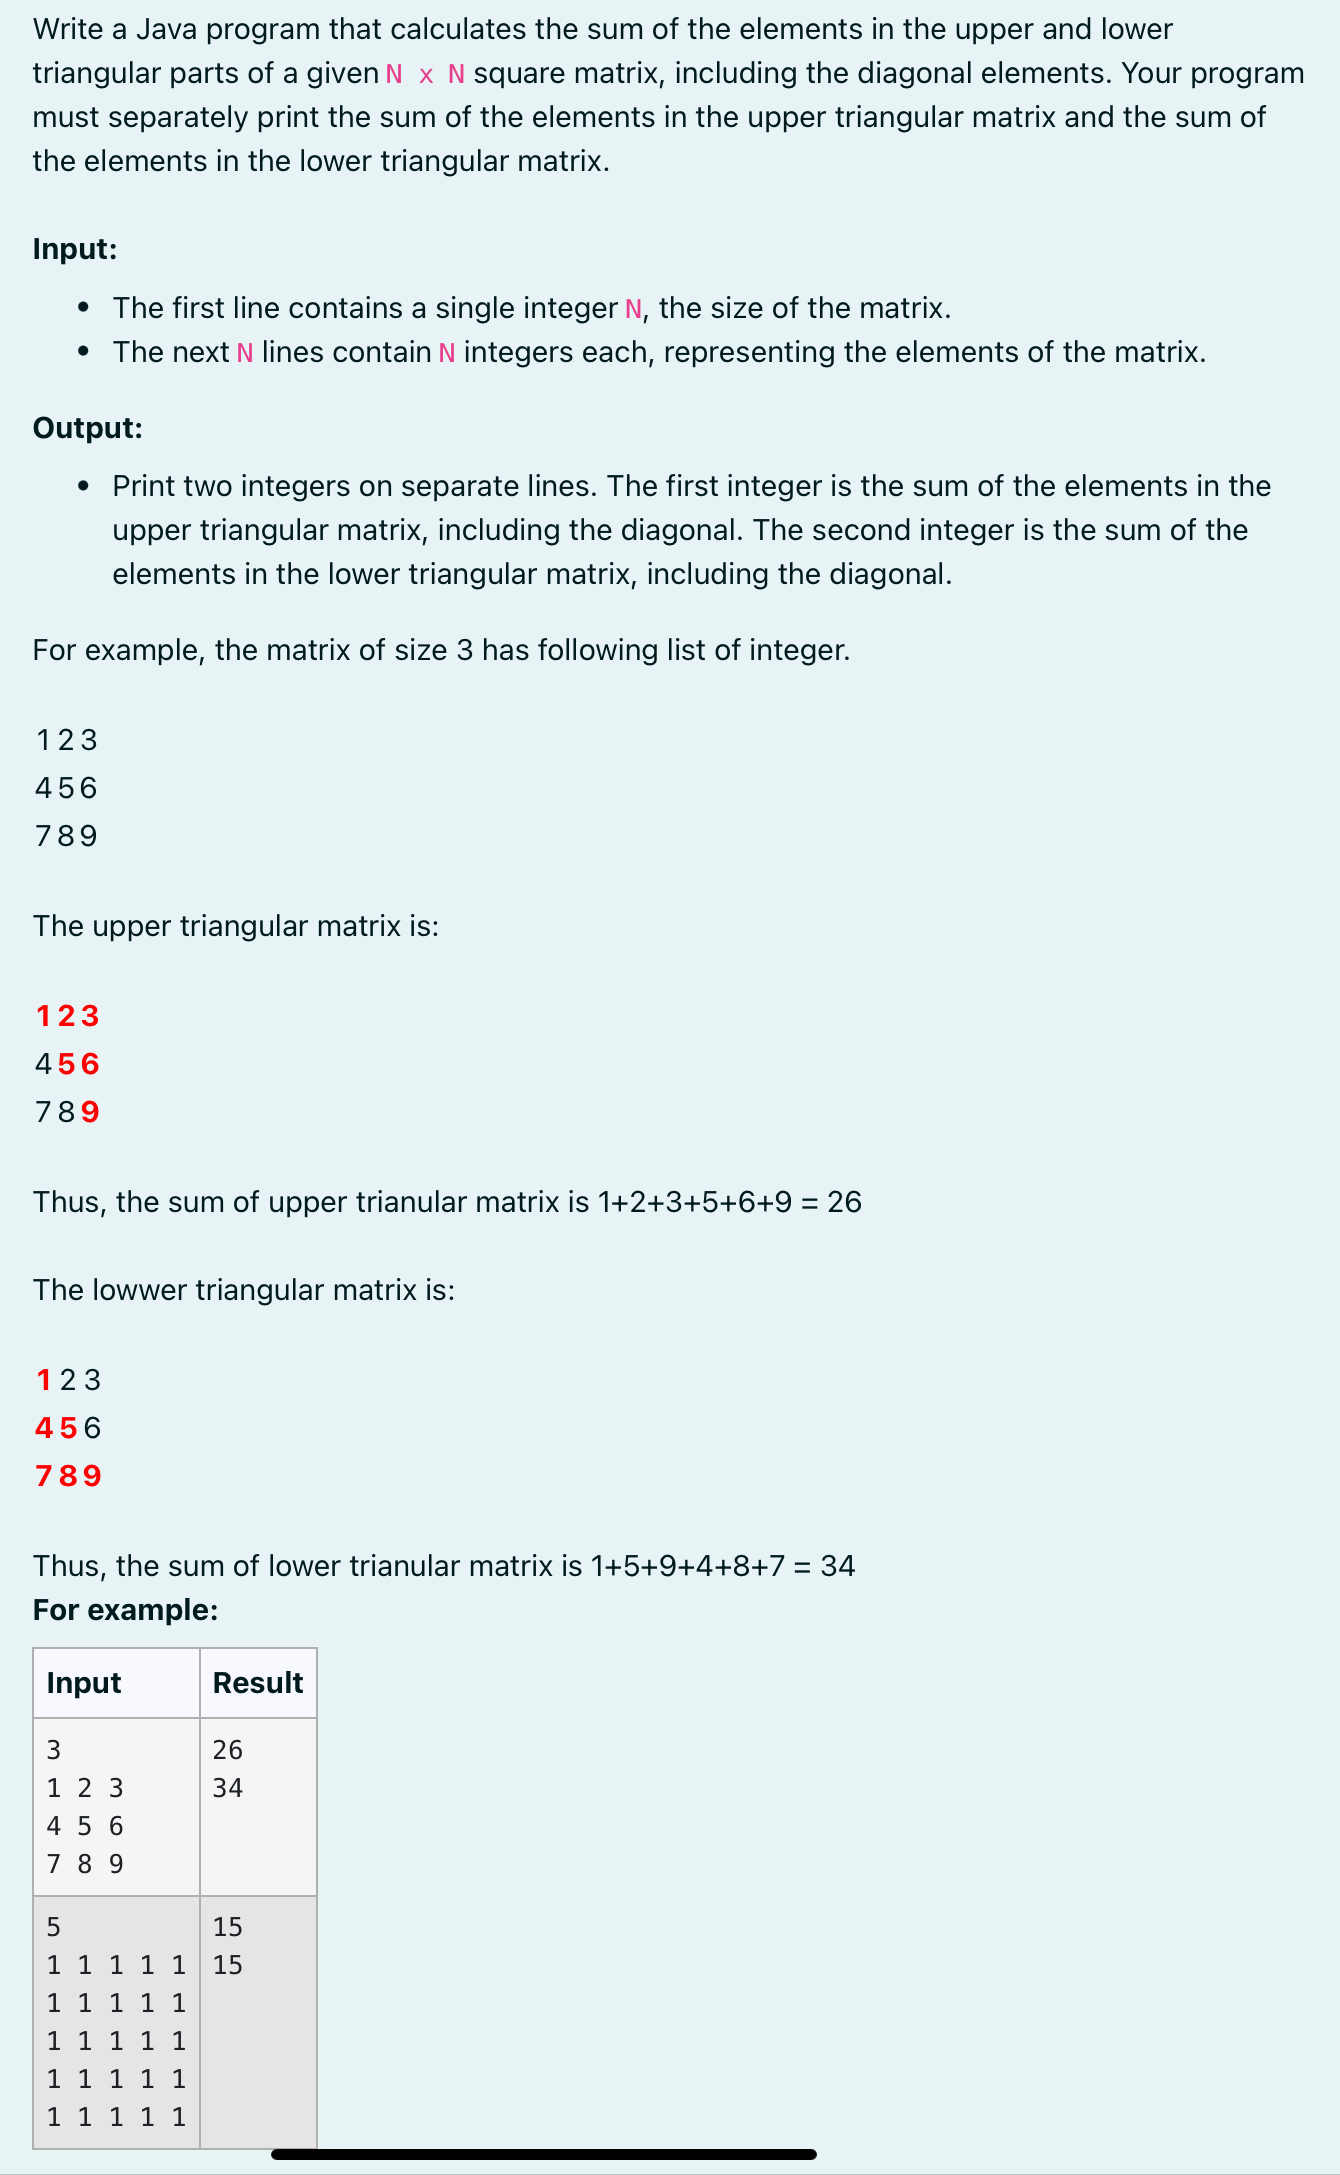 Write a Java program that calculates the sum of the elements in the upper and lower
triangular parts of a given N x N square matrix, including the diagonal elements. Your program
must separately print the sum of the elements in the upper triangular matrix and the sum of
the elements in the lower triangular matrix.
Input:
• The first line contains a single integer N, the size of the matrix.
• The next N lines contain N integers each, representing the elements of the matrix.
Output:
• Print two integers on separate lines. The first integer is the sum of the elements in the
upper triangular matrix, including the diagonal. The second integer is the sum of the
elements in the lower triangular matrix, including the diagonal.
For example, the matrix of size 3 has following list of integer.
1 2 3
4 5 6
7 8 9
The upper triangular matrix is:
1 2 3
4 5 6
7 8 9
Thus, the sum of upper trianular matrix is 1+2+3+5+6+9 = 26
The lowwer triangular matrix is:
1 2 3
4 5 6
7 8 9
Thus, the sum of lower trianular matrix is 1+5+9+4+8+7 = 34
For example:
Input Result
3 26
1 2 3 34
4 5 6
7 8 9
5 15
1 1 1 1 1 15
1 1 1 1 1
1 1 1 1 1
1 1 1 1 1
1 1 1 1 1